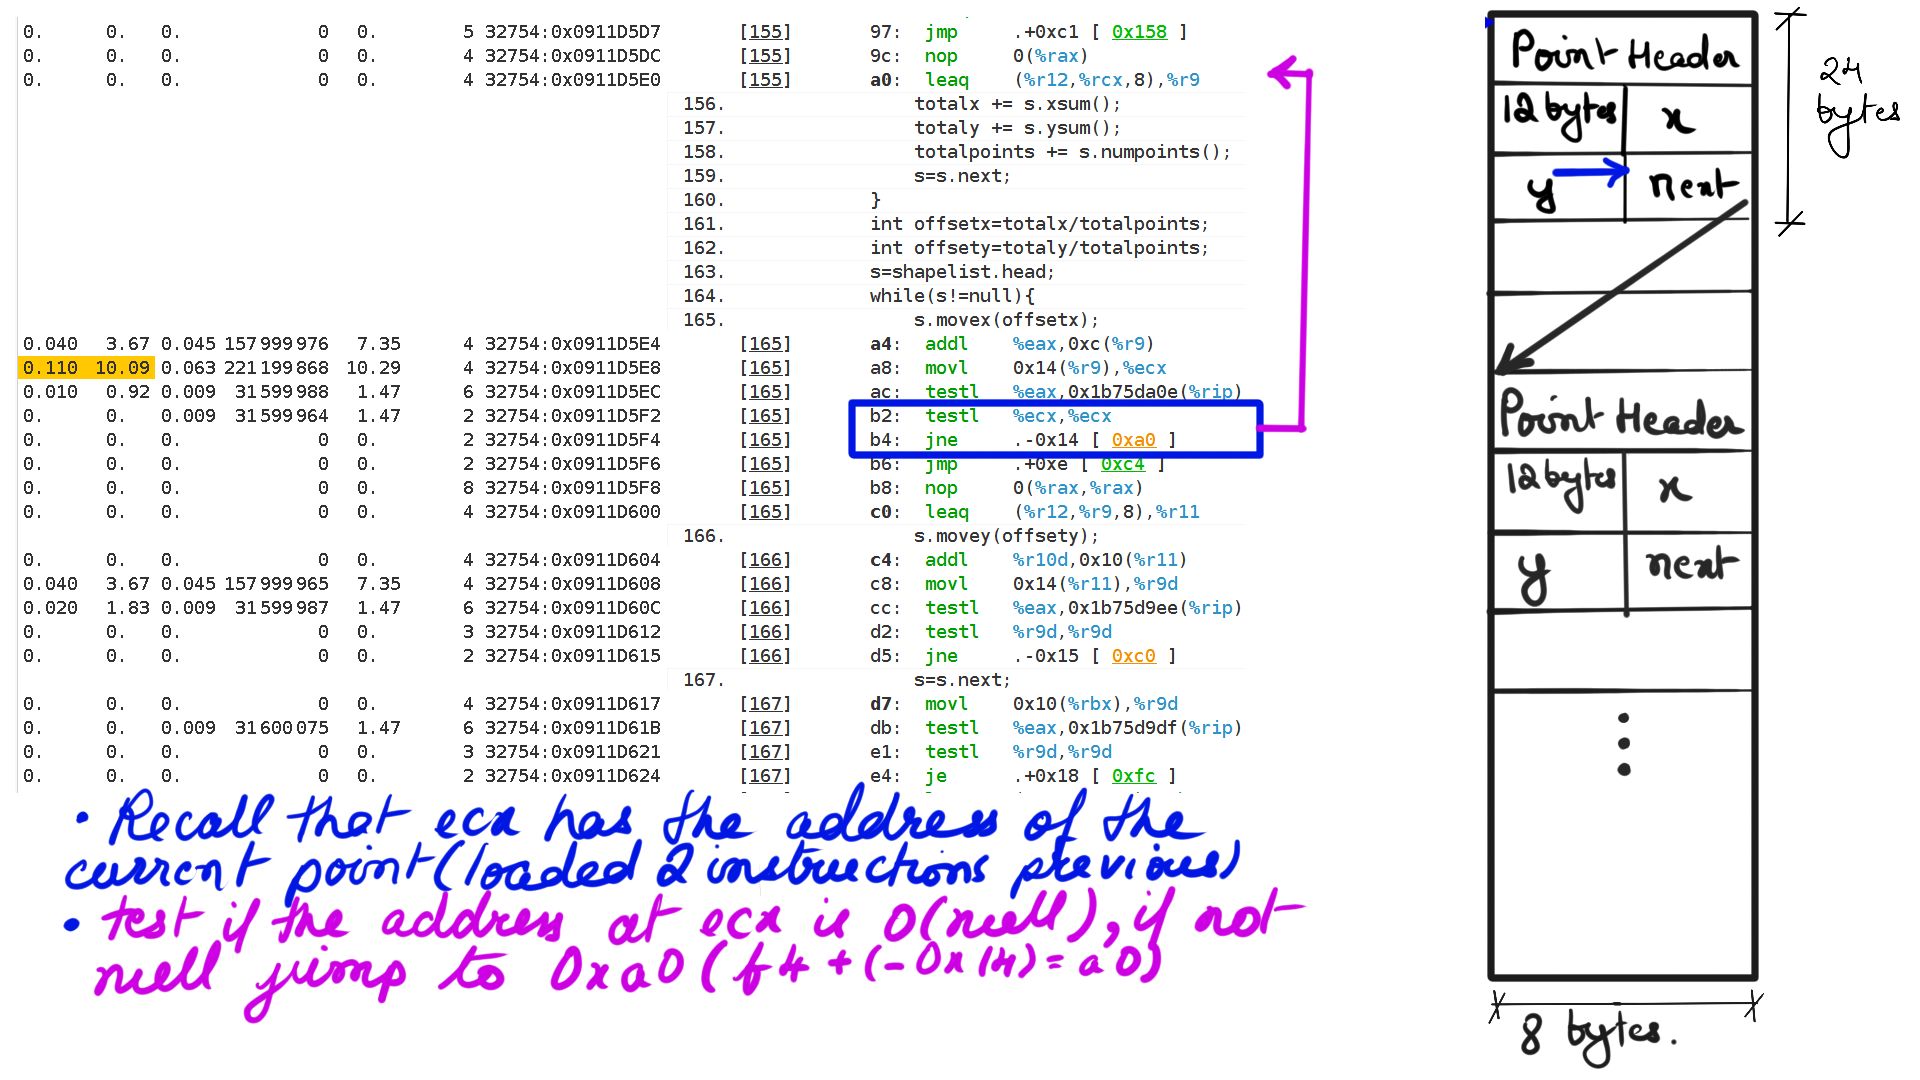 0. 0. 0. 0 0. 5 32754:0x0911D5D7 [155] 97: jmp .+0xc1 [ 0x158 ]
0. 0. 0. 0 0. 4 32754:0x0911D5DC [155] 9c: nop 0(%rax)
0. 0. 0. 0 0. 4 32754:0x0911D5E0 [155] a0: leaq (%r12,%rcx,8),%r9
156. totalx += s.xsum();
157. totaly += s.ysum();
158. totalpoints += s.numpoints();
159. s=s.next;
160. }
161. int offsetx=totalx/totalpoints;
162. int offsety=totaly/totalpoints;
163. s=shapelist.head;
164. while(s!=null){
165. s.movex(offsetx);
0.040 3.67 0.045 157999976 7.35 4 32754:0x0911D5E4 [165] a4: addl %eax,0xc(%r9)
0.110 10.09 0.063 221199868 10.29 4 32754:0x0911D5E8 [165] a8: movl 0x14(%r9),%ecx
0.010 0.92 0.009 31599988 1.47 6 32754:0x0911D5EC [165] ac: testl %eax,0x1b75da0e(%rip)
0. 0. 0.009 31599964 1.47 2 32754:0x0911D5F2 [165] b2: testl %ecx,%ecx
0. 0. 0. 0 0. 2 32754:0x0911D5F4 [165] b4: jne .-0x14 [ 0xa0 ]
0. 0. 0. 0 0. 2 32754:0x0911D5F6 [165] b6: jmp .+0xe [ 0xc4 ]
0. 0. 0. 0 0. 8 32754:0x0911D5F8 [165] b8: nop 0(%rax,%rax)
0. 0. 0. 0 0. 4 32754:0x0911D600 [165] c0: leaq (%r12,%r9,8),%r11
166. s.movey(offsety);
0. 0. 0. 0 0. 4 32754:0x0911D604 [166] c4: addl %r10d,0x10(%r11)
0.040 3.67 0.045 157999965 7.35 4 32754:0x0911D608 [166] c8: movl 0x14(%r11),%r9d
0.020 1.83 0.009 31599987 1.47 6 32754:0x0911D60C [166] cc: testl %eax,0x1b75d9ee(%rip)
0. 0. 0. 0 0. 3 32754:0x0911D612 [166] d2: testl %r9d,%r9d
0. 0. 0. 0 0. 2 32754:0x0911D615 [166] d5: jne .-0x15 [ 0xc0 ]
167. s=s.next;
0. 0. 0. 0 0. 4 32754:0x0911D617 [167] d7: movl 0x10(%rbx),%r9d
0. 0. 0.009 31600075 1.47 6 32754:0x0911D61B [167] db: testl %eax,0x1b75d9df(%rip)
0. 0. 0. 0 0. 3 32754:0x0911D621 [167] e1: testl %r9d,%r9d
0. 0. 0. 0 0. 2 32754:0x0911D624 [167] e4: je .+0x18 [ 0xfc ]
• Recall that ecx has the address of the
current point (loaded 2 instructions previous)
• test if the address at ecx is 0(null), if not
null jump to 0xa0 (b4 + (-0x14) = a0)
Point Header
12 bytes x
y next
24
bytes
Point Header
12 bytes x
y next
8 bytes.